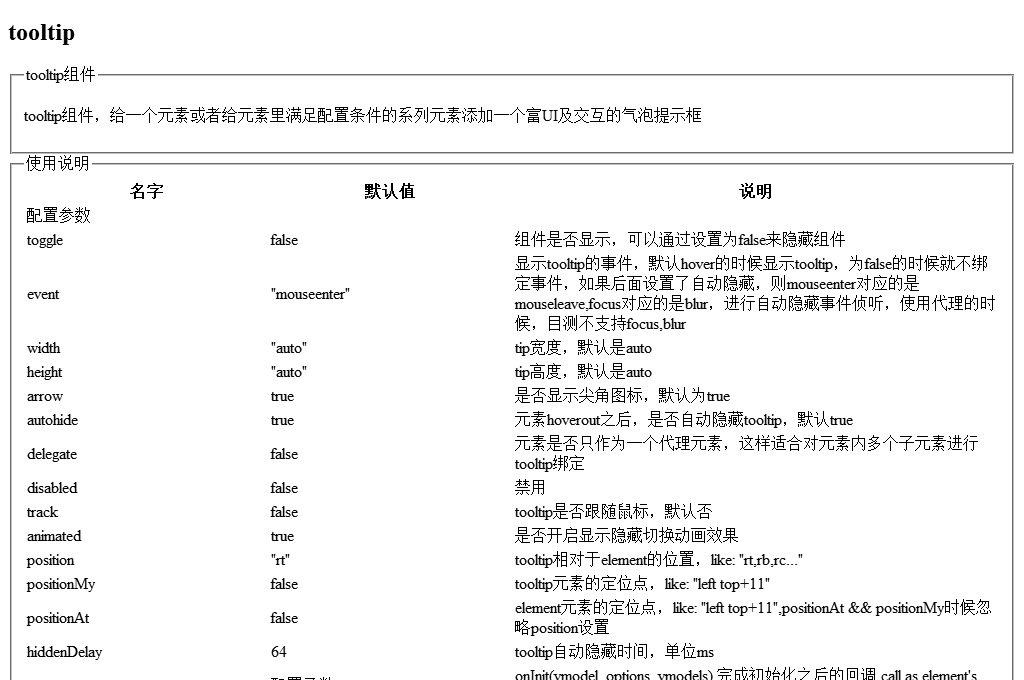 tooltip
tooltip组件
tooltip组件，给一个元素或者给元素里满足配置条件的系列元素添加一个富UI及交互的气泡提示框
使用说明
名字 默认值 说明
配置参数
toggle false 组件是否显示，可以通过设置为false来隐藏组件
event "mouseenter" 显示tooltip的事件，默认hover的时候显示tooltip，为false的时候就不绑
定事件，如果后面设置了自动隐藏，则mouseenter对应的是
mouseleave,focus对应的是blur，进行自动隐藏事件侦听，使用代理的时
候，目测不支持focus,blur
width "auto" tip宽度，默认是auto
height "auto" tip高度，默认是auto
arrow true 是否显示尖角图标，默认为true
autohide true 元素hoverout之后，是否自动隐藏tooltip，默认true
delegate false 元素是否只作为一个代理元素，这样适合对元素内多个子元素进行
tooltip绑定
disabled false 禁用
track false tooltip是否跟随鼠标，默认否
animated true 是否开启显示隐藏切换动画效果
position "rt" tooltip相对于element的位置，like: "rt,rb,rc..."
positionMy false tooltip元素的定位点，like: "left top+11"
positionAt false element元素的定位点，like: "left top+11",positionAt && positionMy时候忽
略position设置
hiddenDelay 64 tooltip自动隐藏时间，单位ms
onInit(vmodel, options, vmodels) 完成初始化之后的回调,call as element's